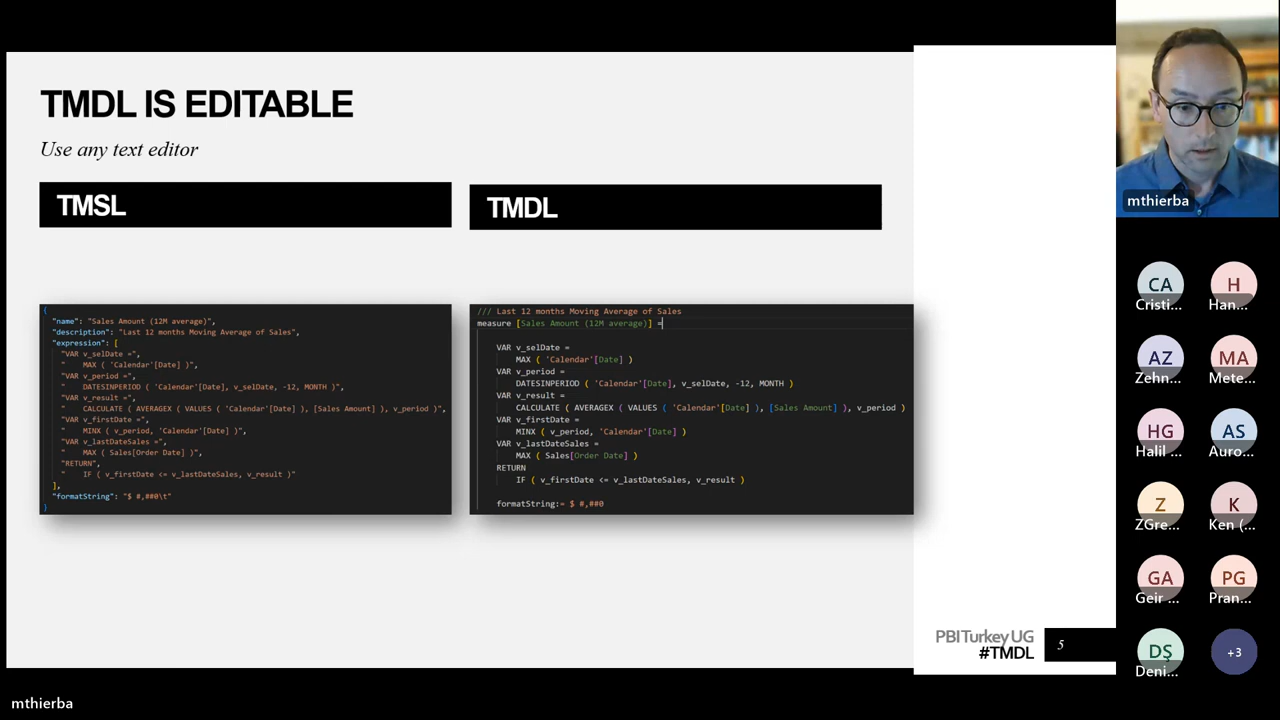 TMDL IS EDITABLE
Use any text editor
TMSL
{
"name": "Sales Amount (12M average)",
"description": "Last 12 months Moving Average of Sales",
"expression": [
"VAR v_selDate =",
"    MAX ( 'Calendar'[Date] )",
"VAR v_period =",
"    DATESINPERIOD ( 'Calendar'[Date], v_selDate, -12, MONTH )",
"VAR v_result =",
"    CALCULATE ( AVERAGEX ( VALUES ( 'Calendar'[Date] ), [Sales Amount] ), v_period )",
"VAR v_firstDate =",
"    MINX ( v_period, 'Calendar'[Date] )",
"VAR v_lastDateSales =",
"    MAX ( Sales[Order Date] )",
"RETURN",
"    IF ( v_firstDate <= v_lastDateSales, v_result )"
],
"formatString": "$ #,##0\t"
}
TMDL
/// Last 12 months Moving Average of Sales
measure [Sales Amount (12M average)] =
VAR v_selDate =
MAX ( 'Calendar'[Date] )
VAR v_period =
DATESINPERIOD ( 'Calendar'[Date], v_selDate, -12, MONTH )
VAR v_result =
CALCULATE ( AVERAGEX ( VALUES ( 'Calendar'[Date] ), [Sales Amount] ), v_period )
VAR v_firstDate =
MINX ( v_period, 'Calendar'[Date] )
VAR v_lastDateSales =
MAX ( Sales[Order Date] )
RETURN
IF ( v_firstDate <= v_lastDateSales, v_result )
formatString:= $ #,##0
PBITurkey UG
#TMDL
5
mthierba
mthierba
CA
Cristi...
H
Han...
AZ
Zehn...
MA
Mete...
HG
Halil ...
AS
Auro...
Z
ZGre...
K
Ken (...
GA
Geir ...
PG
Pran...
DŞ
Deni...
+3